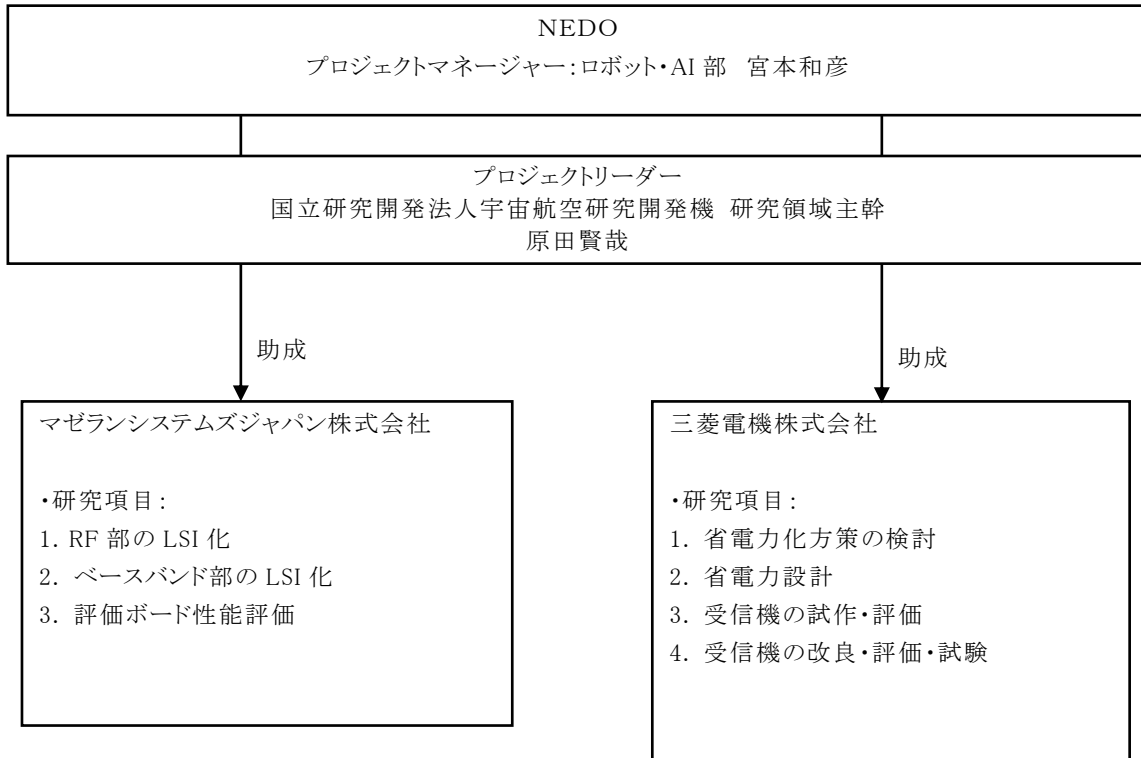 NEDO
プロジェクトマネージャー:ロボット・AI 部 宮本和彦
プロジェクトリーダー
国立研究開発法人宇宙航空研究開発機 研究領域主幹
原田賢哉
助成
助成
マゼランシステムズジャパン株式会社
・研究項目:
1. RF 部の LSI 化
2. ベースバンド部の LSI 化
3. 評価ボード性能評価
三菱電機株式会社
・研究項目:
1. 省電力化方策の検討
2. 省電力設計
3. 受信機の試作・評価
4. 受信機の改良・評価・試験